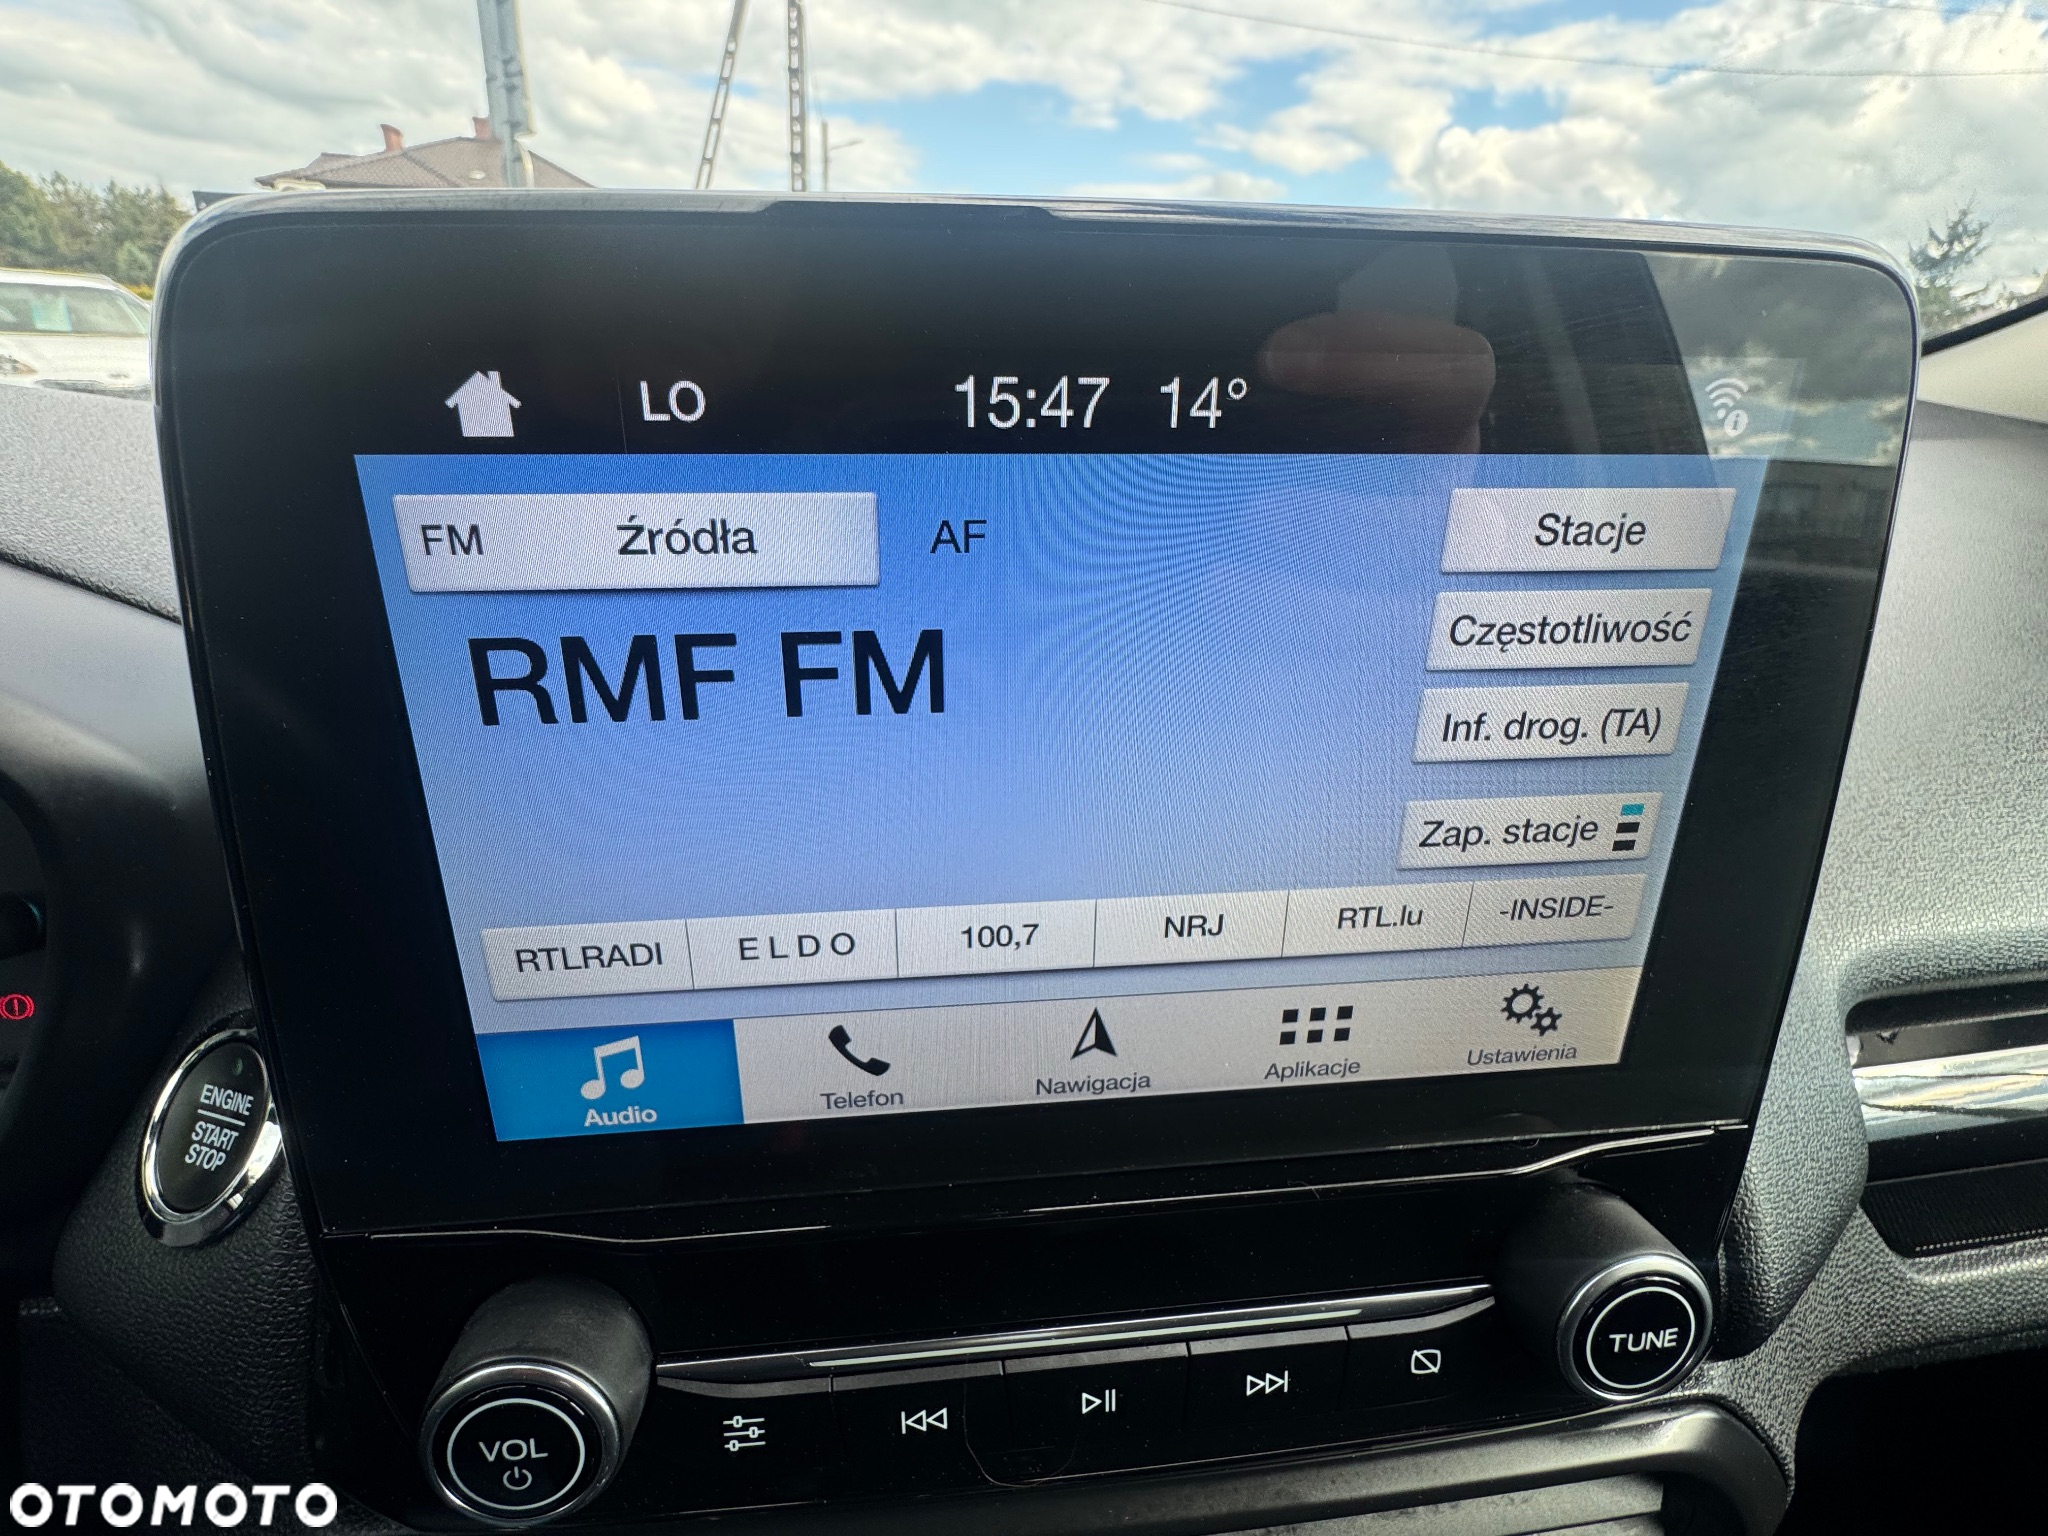 LO 15:47 14°
FM Źródła AF Stacje
RMF FM
Częstotliwość
Inf. drog. (TA)
Zap. stacje
RTLRADI E L D O 100,7 NRJ RTL.lu -INSIDE-
Audio Telefon Nawigacja Aplikacje Ustawienia
ENGINE
START
STOP
VOL
TUNE
OTOMOTO